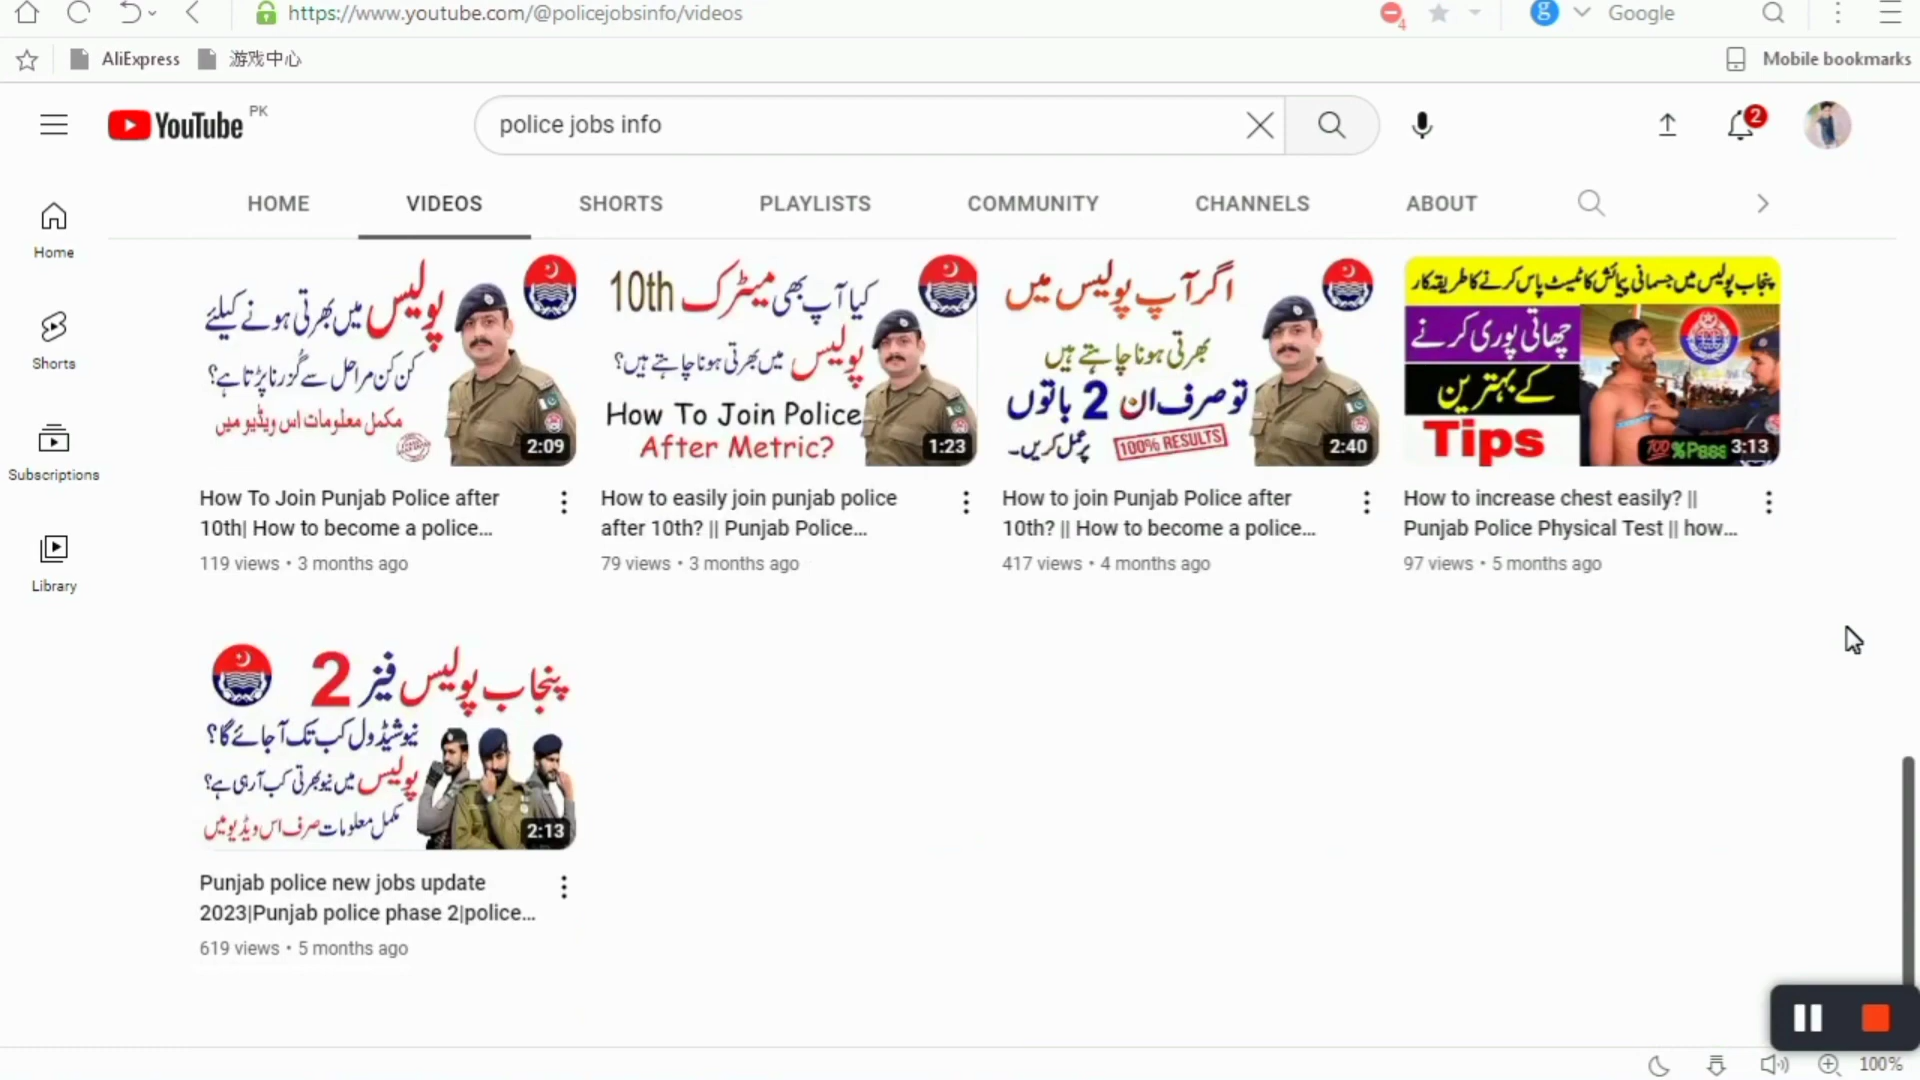 https://www.youtube.com/@policejobsinfo/videos
4
g
Google
AliExpress
游戏中心
Mobile bookmarks
YouTube PK
police jobs info
2
HOME
VIDEOS
SHORTS
PLAYLISTS
COMMUNITY
CHANNELS
ABOUT
Home
Shorts
Subscriptions
Library
پولیس میں بھرتی ہونے کیلئے
کن کن مراحل سے گزرنا پڑتا ہے؟
مکمل معلومات اس ویڈیو میں
2:09
How To Join Punjab Police after
10th| How to become a police...
119 views • 3 months ago
کیا آپ بھی میٹرک 10th
پولیس میں بھرتی ہونا چاہتے ہیں؟
How To Join Police
After Metric?
1:23
How to easily join punjab police
after 10th? || Punjab Police...
79 views • 3 months ago
اگر آپ پولیس میں
بھرتی ہونا چاہتے ہیں
تو صرف ان 2 باتوں
پر عمل کریں۔
100% RESULTS
2:40
How to join Punjab Police after
10th? || How to become a police...
417 views • 4 months ago
پنجاب پولیس میں جسمانی پیمائش کا ٹیسٹ پاس کرنے کا طریقہ کار
چھاتی پوری کرنے
کے بہترین
Tips
100 % Pass
3:13
How to increase chest easily? ||
Punjab Police Physical Test || how...
97 views • 5 months ago
پنجاب پولیس فیز 2
نیو شیڈول کب تک آ جائے گا؟
پولیس میں نیو بھرتی کب آ رہی ہے؟
مکمل معلومات صرف اس ویڈیو میں
2:13
Punjab police new jobs update
2023|Punjab police phase 2|police...
619 views • 5 months ago
100%